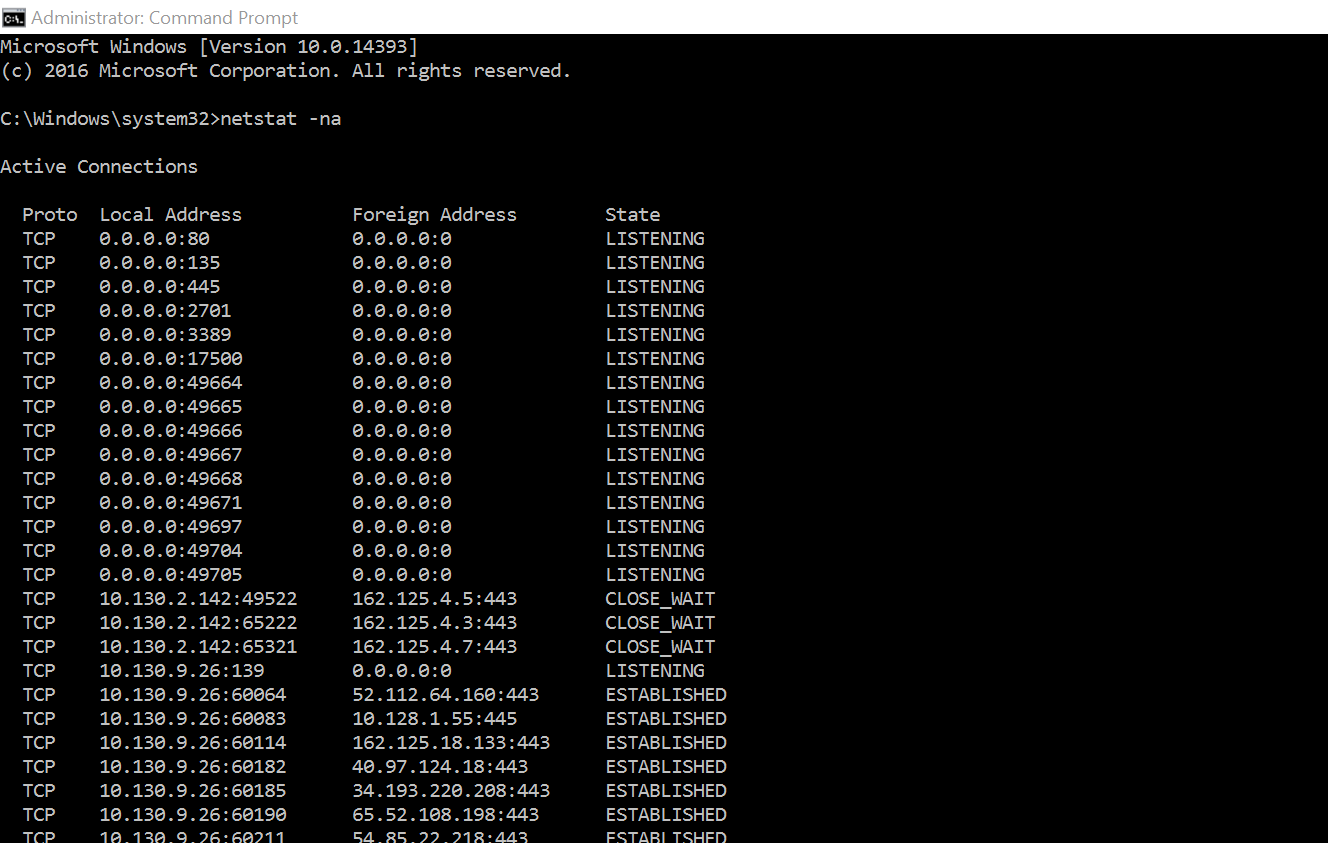 Administrator: Command Prompt
Microsoft Windows [Version 10.0.14393]
(c) 2016 Microsoft Corporation. All rights reserved.
C:\Windows\system32>netstat -na
Active Connections
Proto Local Address Foreign Address State
TCP 0.0.0.0:80 0.0.0.0:0 LISTENING
TCP 0.0.0.0:135 0.0.0.0:0 LISTENING
TCP 0.0.0.0:445 0.0.0.0:0 LISTENING
TCP 0.0.0.0:2701 0.0.0.0:0 LISTENING
TCP 0.0.0.0:3389 0.0.0.0:0 LISTENING
TCP 0.0.0.0:17500 0.0.0.0:0 LISTENING
TCP 0.0.0.0:49664 0.0.0.0:0 LISTENING
TCP 0.0.0.0:49665 0.0.0.0:0 LISTENING
TCP 0.0.0.0:49666 0.0.0.0:0 LISTENING
TCP 0.0.0.0:49667 0.0.0.0:0 LISTENING
TCP 0.0.0.0:49668 0.0.0.0:0 LISTENING
TCP 0.0.0.0:49671 0.0.0.0:0 LISTENING
TCP 0.0.0.0:49697 0.0.0.0:0 LISTENING
TCP 0.0.0.0:49704 0.0.0.0:0 LISTENING
TCP 0.0.0.0:49705 0.0.0.0:0 LISTENING
TCP 10.130.2.142:49522 162.125.4.5:443 CLOSE_WAIT
TCP 10.130.2.142:65222 162.125.4.3:443 CLOSE_WAIT
TCP 10.130.2.142:65321 162.125.4.7:443 CLOSE_WAIT
TCP 10.130.9.26:139 0.0.0.0:0 LISTENING
TCP 10.130.9.26:60064 52.112.64.160:443 ESTABLISHED
TCP 10.130.9.26:60083 10.128.1.55:445 ESTABLISHED
TCP 10.130.9.26:60114 162.125.18.133:443 ESTABLISHED
TCP 10.130.9.26:60182 40.97.124.18:443 ESTABLISHED
TCP 10.130.9.26:60185 34.193.220.208:443 ESTABLISHED
TCP 10.130.9.26:60190 65.52.108.198:443 ESTABLISHED
TCP 10.130.9.26:60211 54.85.22.218:443 ESTABLISHED